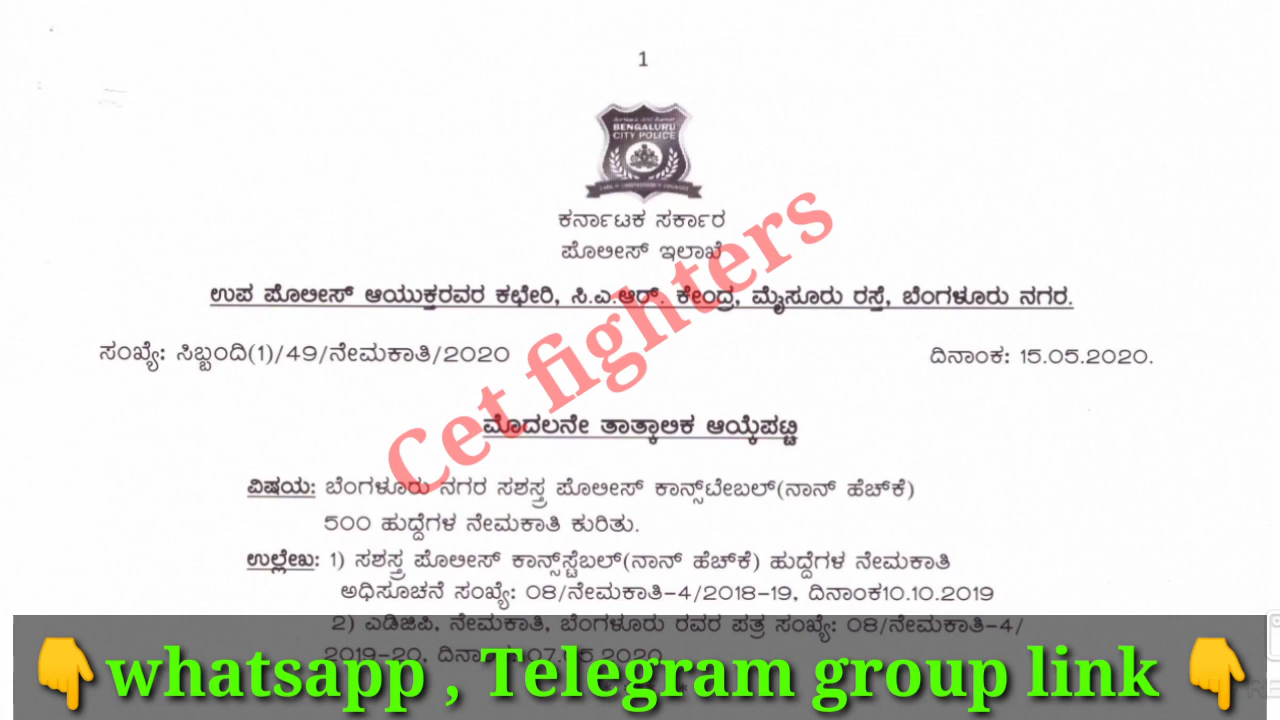 1
BENGALURU
CITY POLICE
ಕರ್ನಾಟಕ ಸರ್ಕಾರ
ಪೊಲೀಸ್ ಇಲಾಖೆ
ಉಪ ಪೊಲೀಸ್ ಆಯುಕ್ತರವರ ಕಛೇರಿ, ಸಿ.ಎ.ಆರ್. ಕೇಂದ್ರ, ಮೈಸೂರು ರಸ್ತೆ, ಬೆಂಗಳೂರು ನಗರ.
ಸಂಖ್ಯೆ: ಸಿಬ್ಬಂದಿ(1)/49/ನೇಮಕಾತಿ/2020 ದಿನಾಂಕ: 15.05.2020.
Cet fighters
ಮೊದಲನೇ ತಾತ್ಕಾಲಿಕ ಆಯ್ಕೆಪಟ್ಟಿ
ವಿಷಯ: ಬೆಂಗಳೂರು ನಗರ ಸಶಸ್ತ್ರ ಪೊಲೀಸ್ ಕಾನ್ಸ್‌ಟೇಬಲ್(ನಾನ್ ಹೆಚ್‌ಕೆ)
500 ಹುದ್ದೆಗಳ ನೇಮಕಾತಿ ಕುರಿತು.
ಉಲ್ಲೇಖ: 1) ಸಶಸ್ತ್ರ ಪೊಲೀಸ್ ಕಾನ್ಸ್‌ಸ್ಟೆಬಲ್(ನಾನ್ ಹೆಚ್‌ಕೆ) ಹುದ್ದೆಗಳ ನೇಮಕಾತಿ
ಅಧಿಸೂಚನೆ ಸಂಖ್ಯೆ: 08/ನೇಮಕಾತಿ-4/2018-19, ದಿನಾಂಕ10.10.2019
2) ಎಡಿಜಿಪಿ, ನೇಮಕಾತಿ, ಬೆಂಗಳೂರು ರವರ ಪತ್ರ ಸಂಖ್ಯೆ: 08/ನೇಮಕಾತಿ-4/
2019-20, 
👇whatsapp , Telegram group link 👇